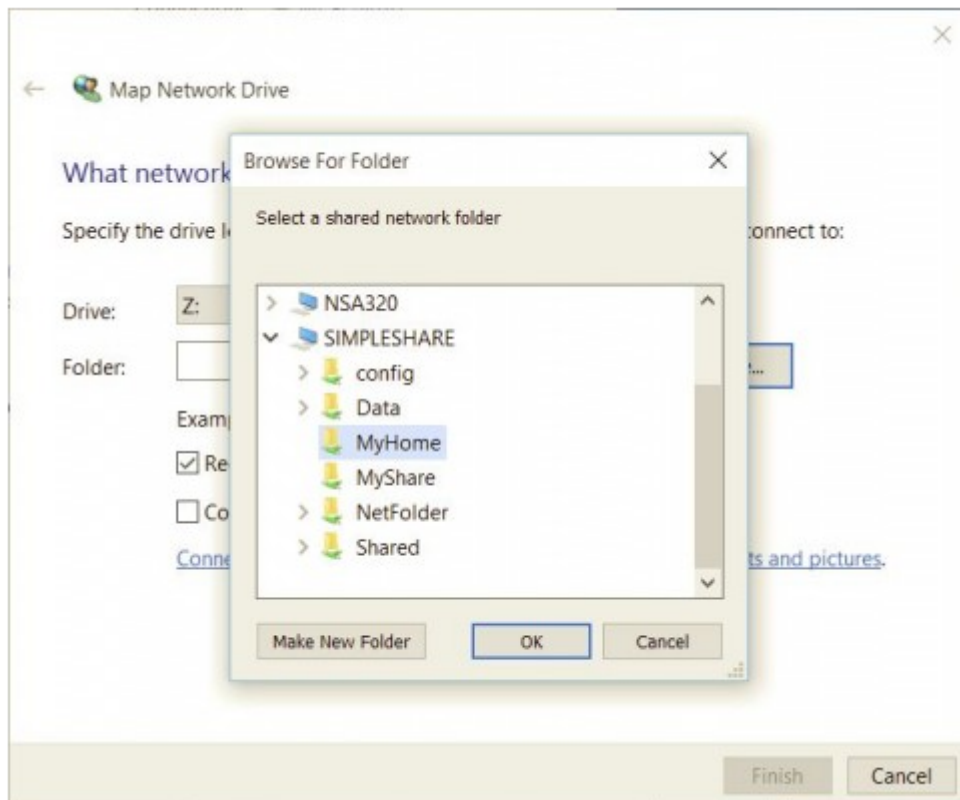 Map Network Drive
What network
Specify the drive l
connect to:
Drive:
Z:
Folder:
...
Exam
Re
Co
Conne
ts and pictures.
Browse For Folder
Select a shared network folder
NSA320
SIMPLESHARE
config
Data
MyHome
MyShare
NetFolder
Shared
Make New Folder
OK
Cancel
Finish
Cancel